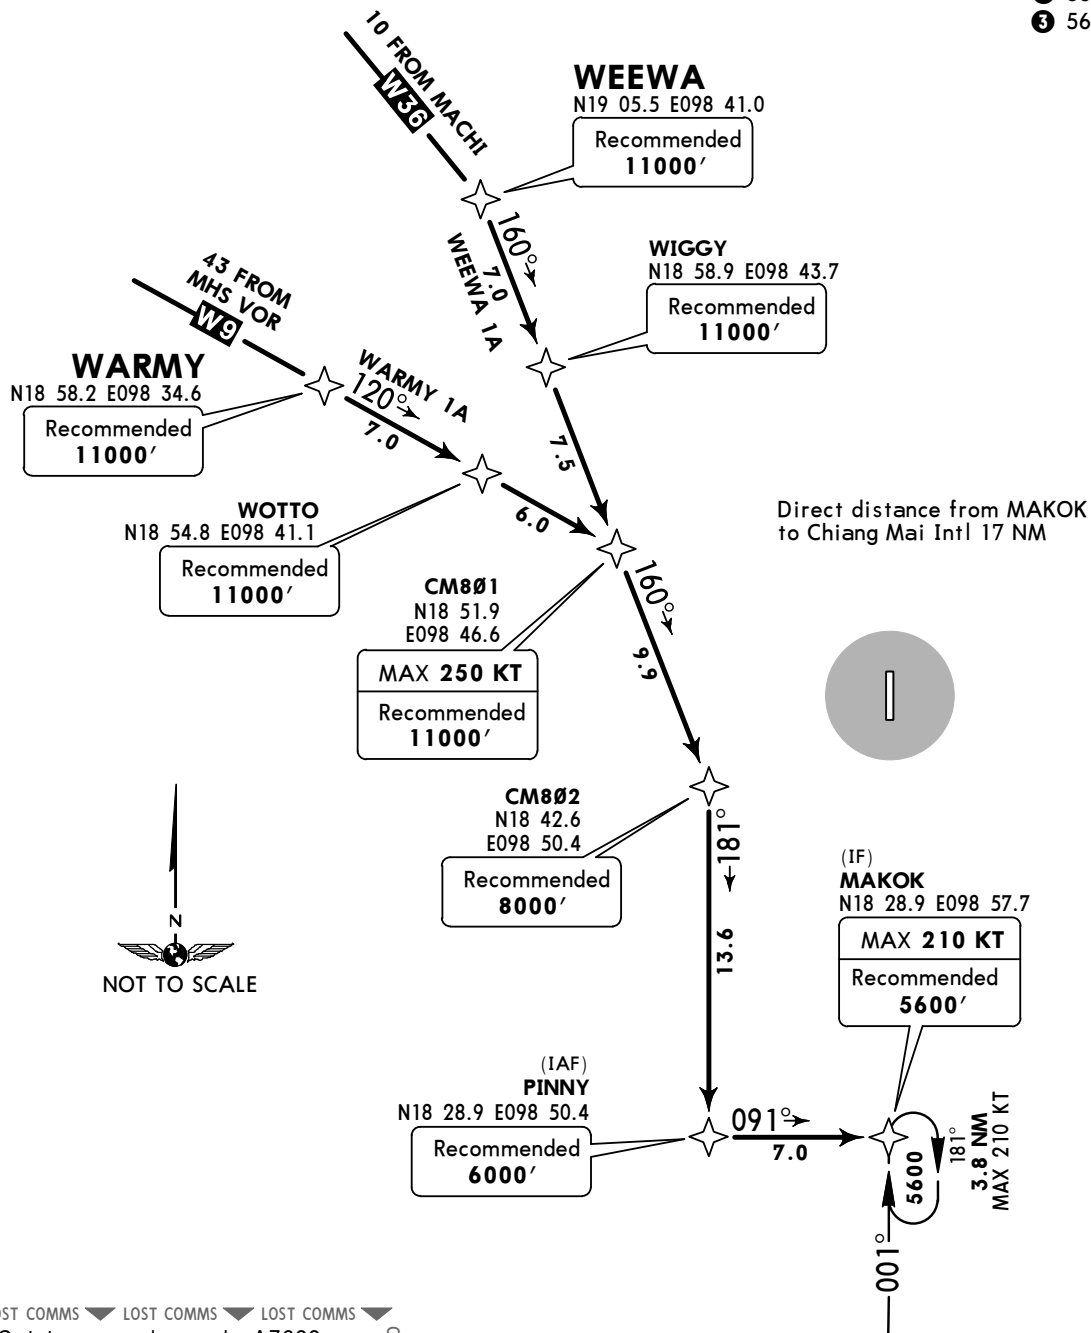 3 56
10 FROM MACHI
W36
WEEWA
N19 05.5 E098 41.0
Recommended
11000′
160°
7.0
WEEWA 1A
WIGGY
N18 58.9 E098 43.7
Recommended
11000′
43 FROM
MHS VOR
W9
WARMY
N18 58.2 E098 34.6
Recommended
11000′
WARMY 1A
120°
7.0
7.5
WOTTO
N18 54.8 E098 41.1
Recommended
11000′
6.0
Direct distance from MAKOK
to Chiang Mai Intl 17 NM
CM8Ø1
N18 51.9
E098 46.6
MAX 250 KT
Recommended
11000′
160°
9.9
CM8Ø2
N18 42.6
E098 50.4
Recommended
8000′
181°
13.6
N
NOT TO SCALE
(IF)
MAKOK
N18 28.9 E098 57.7
MAX 210 KT
Recommended
5600′
(IAF)
PINNY
N18 28.9 E098 50.4
Recommended
6000′
091°
7.0
5600
181°
3.8 NM
MAX 210 KT
001°
COMMS LOST COMMS LOST COMMS